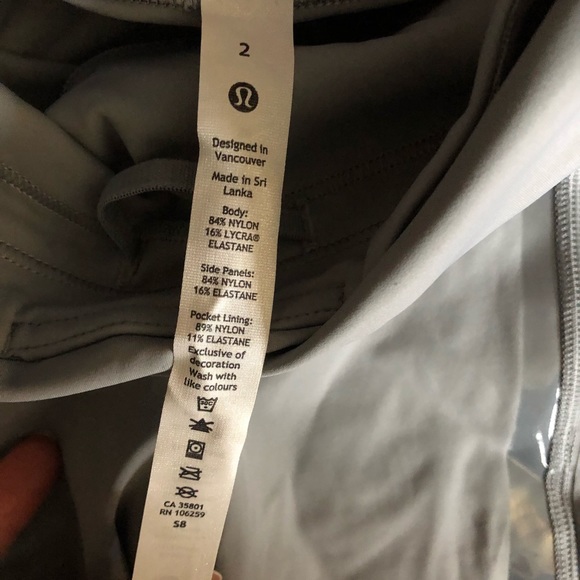 2
Designed in
Vancouver
Made in Sri
Lanka
Body:
84% NYLON
16% LYCRA®
ELASTANE
Side Panels:
84% NYLON
16% ELASTANE
Pocket Lining:
89% NYLON
11% ELASTANE
Exclusive of
decoration
Wash with
like colours
CA 35801
RN 106259
S8